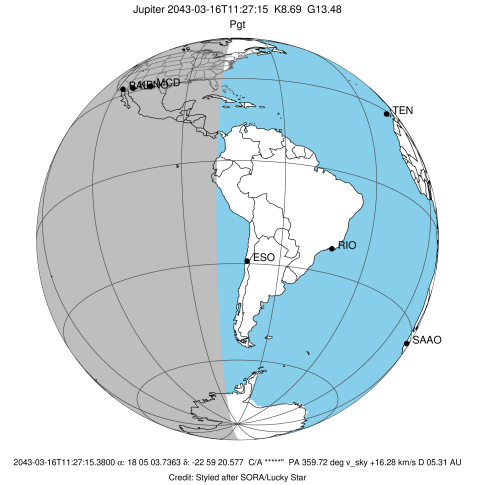 Jupiter 2043-03-16T11:27:15 K8.69 G13.48
Pgt
MCD
TEN
RIO
ESO
SAAO
2043-03-16T11:27:15.3800 α: 18 05 03.7363 δ: -22 59 20.577 C/A *****" PA 359.72 deg v_sky +16.28 km/s D 05.31 AU
Credit: Styled after SORA/Lucky Star